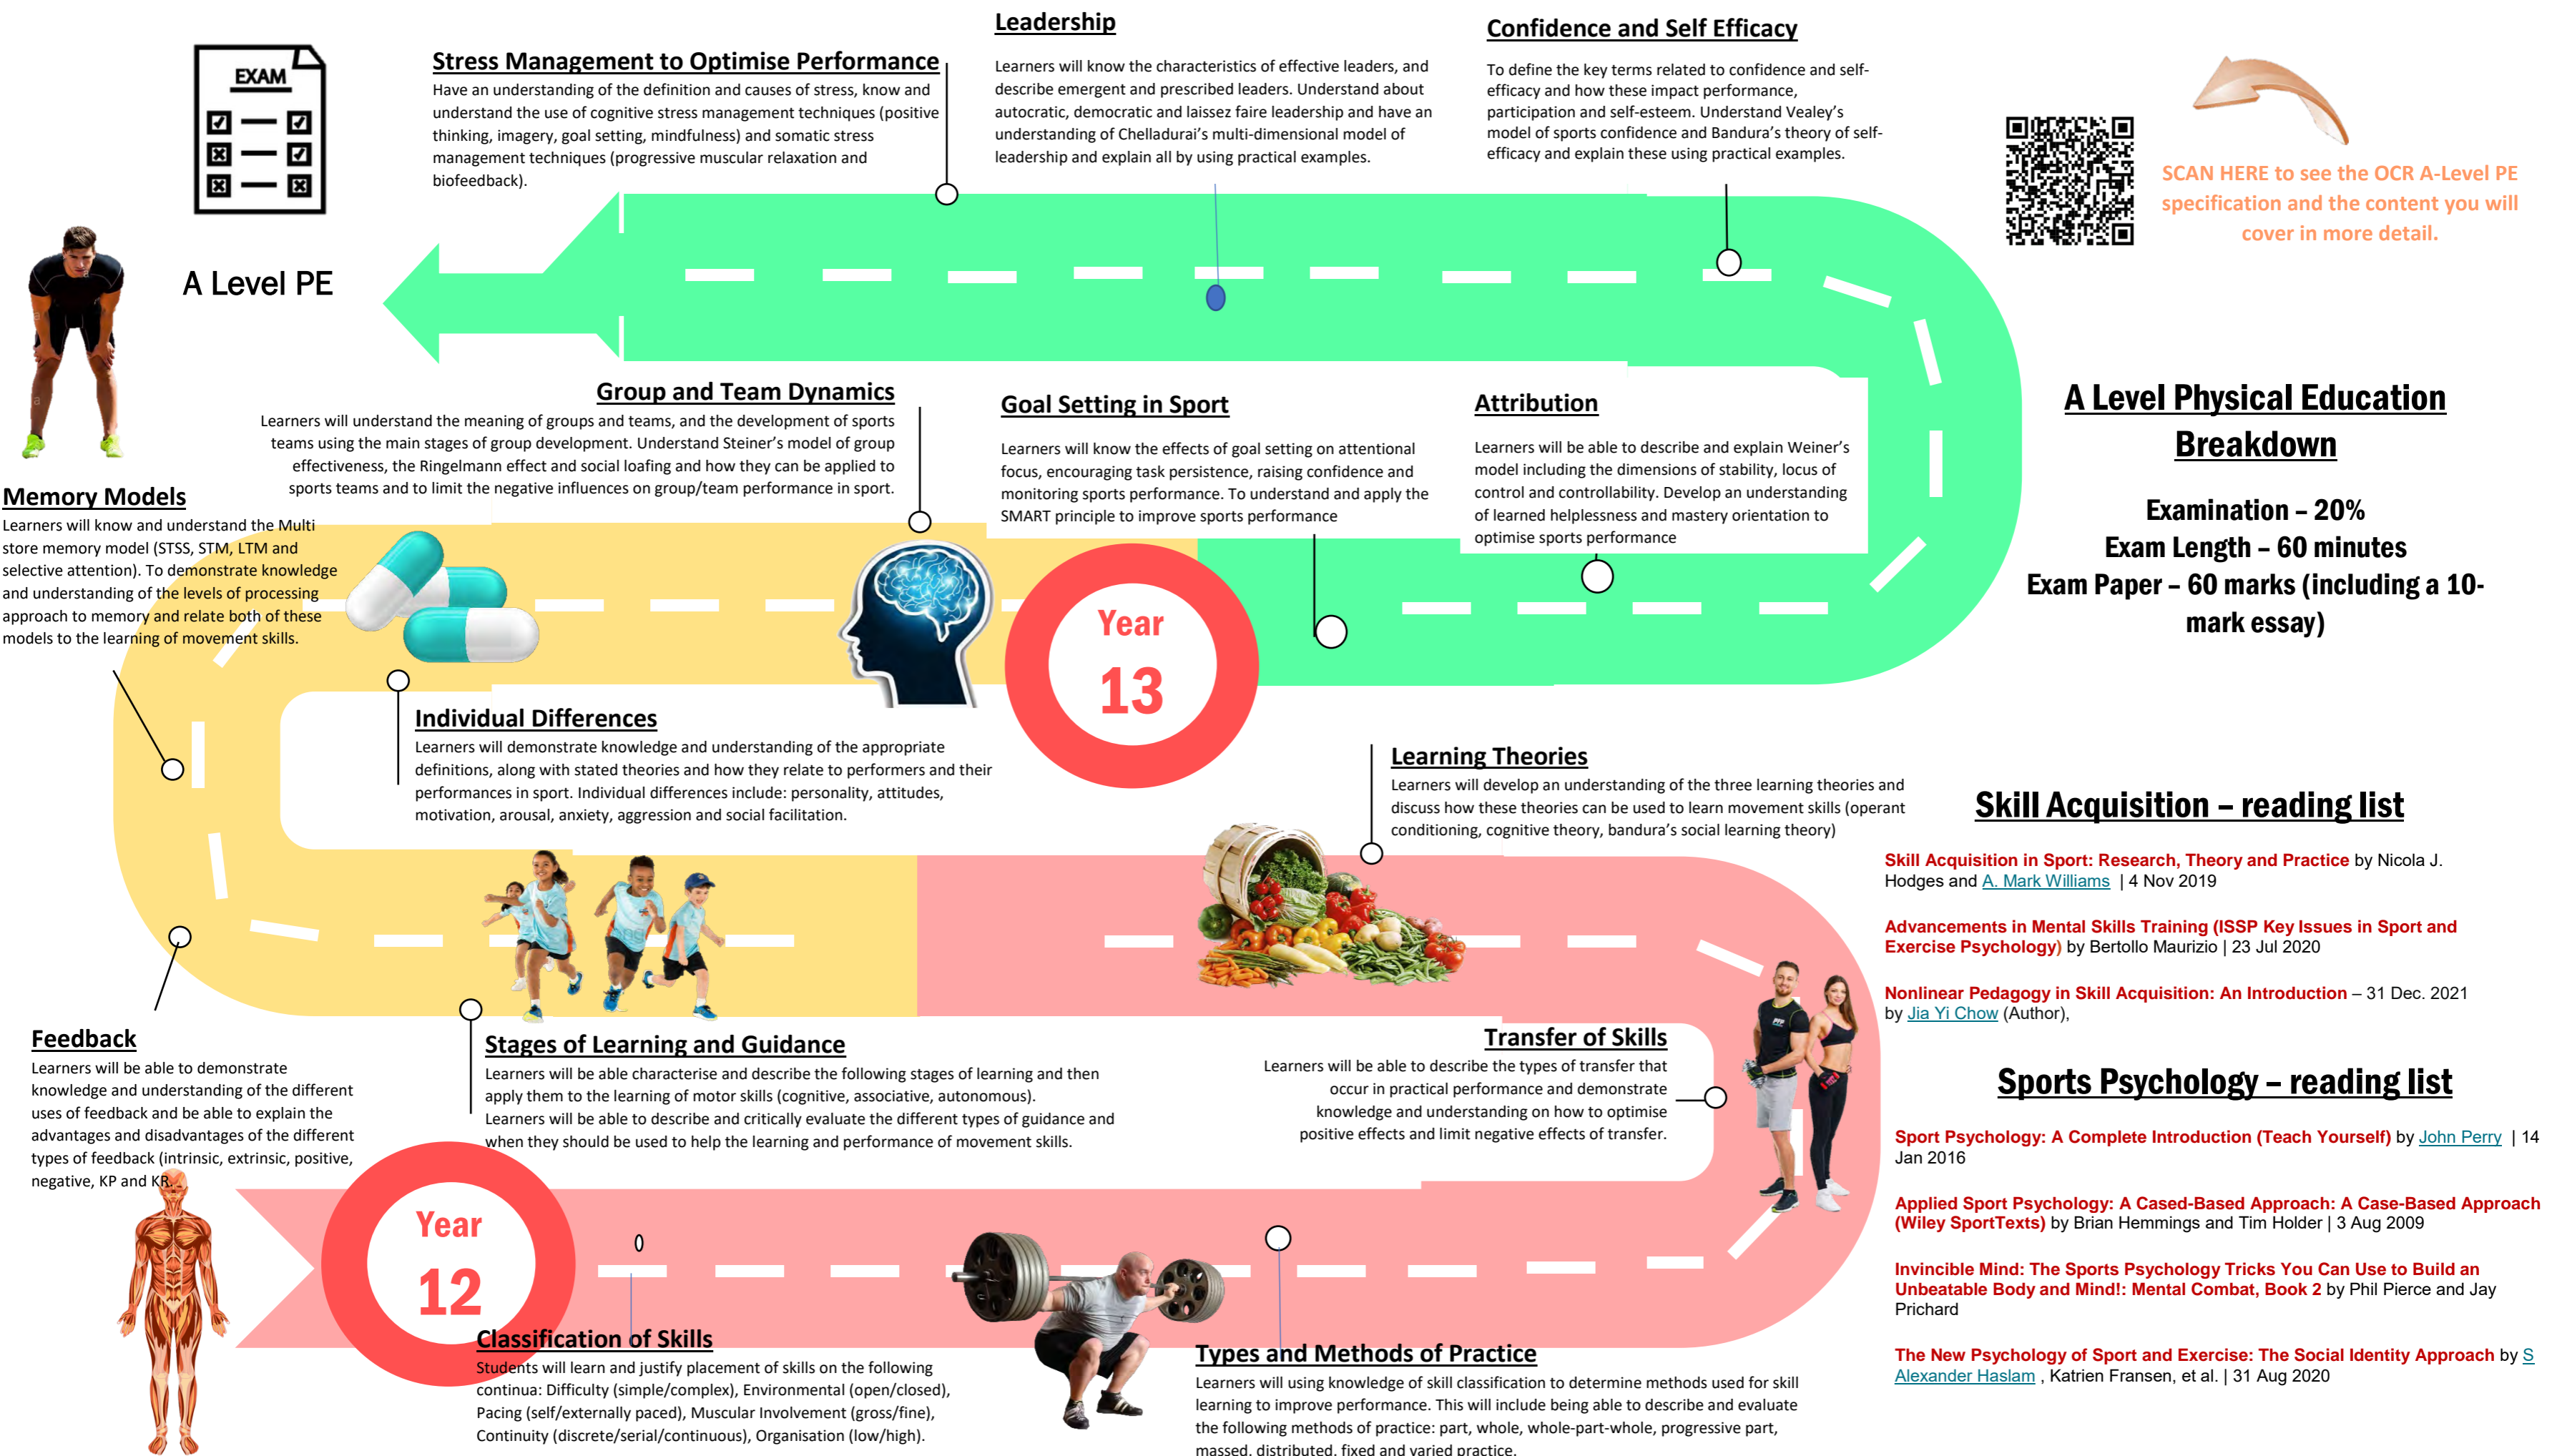 EXAM
A Level PE
Stress Management to Optimise Performance
Have an understanding of the definition and causes of stress, know and
understand the use of cognitive stress management techniques (positive
thinking, imagery, goal setting, mindfulness) and somatic stress
management techniques (progressive muscular relaxation and
biofeedback).
Leadership
Learners will know the characteristics of effective leaders, and
describe emergent and prescribed leaders. Understand about
autocratic, democratic and laissez faire leadership and have an
understanding of Chelladurai’s multi-dimensional model of
leadership and explain all by using practical examples.
Confidence and Self Efficacy
To define the key terms related to confidence and self-
efficacy and how these impact performance,
participation and self-esteem. Understand Vealey’s
model of sports confidence and Bandura’s theory of self-
efficacy and explain these using practical examples.
SCAN HERE to see the OCR A-Level PE
specification and the content you will
cover in more detail.
Group and Team Dynamics
Learners will understand the meaning of groups and teams, and the development of sports
teams using the main stages of group development. Understand Steiner’s model of group
effectiveness, the Ringelmann effect and social loafing and how they can be applied to
sports teams and to limit the negative influences on group/team performance in sport.
Goal Setting in Sport
Learners will know the effects of goal setting on attentional
focus, encouraging task persistence, raising confidence and
monitoring sports performance. To understand and apply the
SMART principle to improve sports performance
Attribution
Learners will be able to describe and explain Weiner’s
model including the dimensions of stability, locus of
control and controllability. Develop an understanding
of learned helplessness and mastery orientation to
optimise sports performance
A Level Physical Education
Breakdown
Examination – 20%
Exam Length – 60 minutes
Exam Paper – 60 marks (including a 10-
mark essay)
Memory Models
Learners will know and understand the Multi
store memory model (STSS, STM, LTM and
selective attention). To demonstrate knowledge
and understanding of the levels of processing
approach to memory and relate both of these
models to the learning of movement skills.
Year
13
Individual Differences
Learners will demonstrate knowledge and understanding of the appropriate
definitions, along with stated theories and how they relate to performers and their
performances in sport. Individual differences include: personality, attitudes,
motivation, arousal, anxiety, aggression and social facilitation.
Learning Theories
Learners will develop an understanding of the three learning theories and
discuss how these theories can be used to learn movement skills (operant
conditioning, cognitive theory, bandura’s social learning theory)
Skill Acquisition – reading list
Skill Acquisition in Sport: Research, Theory and Practice by Nicola J.
Hodges and A. Mark Williams | 4 Nov 2019
Advancements in Mental Skills Training (ISSP Key Issues in Sport and
Exercise Psychology) by Bertollo Maurizio | 23 Jul 2020
Nonlinear Pedagogy in Skill Acquisition: An Introduction – 31 Dec. 2021
by Jia Yi Chow (Author),
Feedback
Learners will be able to demonstrate
knowledge and understanding of the different
uses of feedback and be able to explain the
advantages and disadvantages of the different
types of feedback (intrinsic, extrinsic, positive,
negative, KP and KR.
Stages of Learning and Guidance
Learners will be able characterise and describe the following stages of learning and then
apply them to the learning of motor skills (cognitive, associative, autonomous).
Learners will be able to describe and critically evaluate the different types of guidance and
when they should be used to help the learning and performance of movement skills.
Transfer of Skills
Learners will be able to describe the types of transfer that
occur in practical performance and demonstrate
knowledge and understanding on how to optimise
positive effects and limit negative effects of transfer.
Sports Psychology – reading list
Sport Psychology: A Complete Introduction (Teach Yourself) by John Perry | 14
Jan 2016
Applied Sport Psychology: A Cased-Based Approach: A Case-Based Approach
(Wiley SportTexts) by Brian Hemmings and Tim Holder | 3 Aug 2009
Invincible Mind: The Sports Psychology Tricks You Can Use to Build an
Unbeatable Body and Mind!: Mental Combat, Book 2 by Phil Pierce and Jay
Prichard
The New Psychology of Sport and Exercise: The Social Identity Approach by S
Alexander Haslam , Katrien Fransen, et al. | 31 Aug 2020
Year
12
Classification of Skills
Students will learn and justify placement of skills on the following
continua: Difficulty (simple/complex), Environmental (open/closed),
Pacing (self/externally paced), Muscular Involvement (gross/fine),
Continuity (discrete/serial/continuous), Organisation (low/high).
Types and Methods of Practice
Learners will using knowledge of skill classification to determine methods used for skill
learning to improve performance. This will include being able to describe and evaluate
the following methods of practice: part, whole, whole-part-whole, progressive part,
massed, distributed, fixed and varied practice.